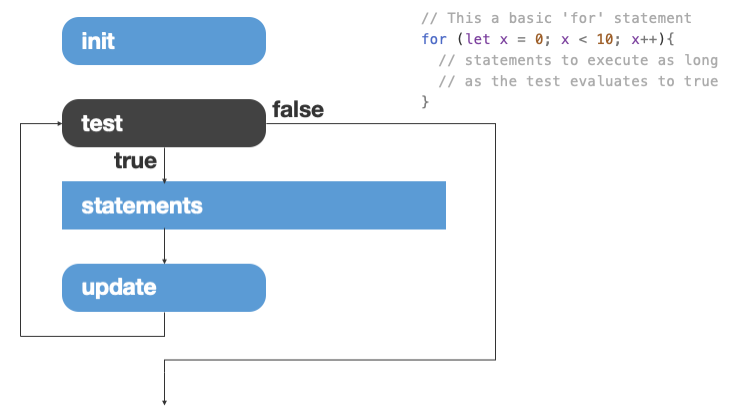 // This a basic 'for' statement
for (let x = 0; x < 10; x++){
// statements to execute as long
// as the test evaluates to true
}
init
test
false
true
statements
update